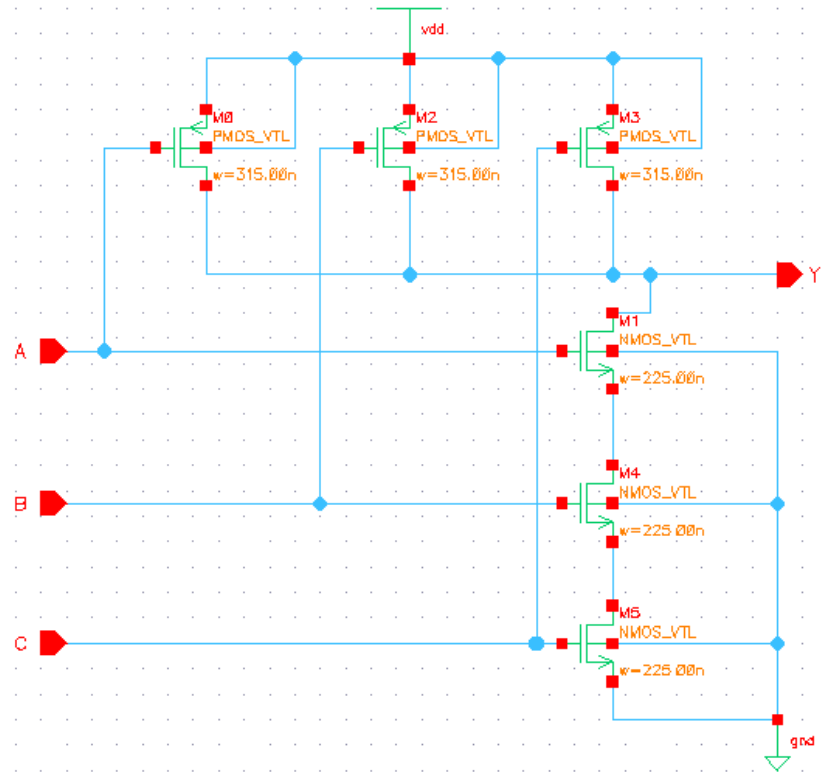 vdd
M0
PMOS_VTL
w=315.00n
M2
PMOS_VTL
w=315.00n
M3
PMOS_VTL
w=315.00n
Y
M1
A
NMOS_VTL
w=225.00n
M4
B
NMOS_VTL
w=225.00n
M5
C
NMOS_VTL
w=225.00n
gnd